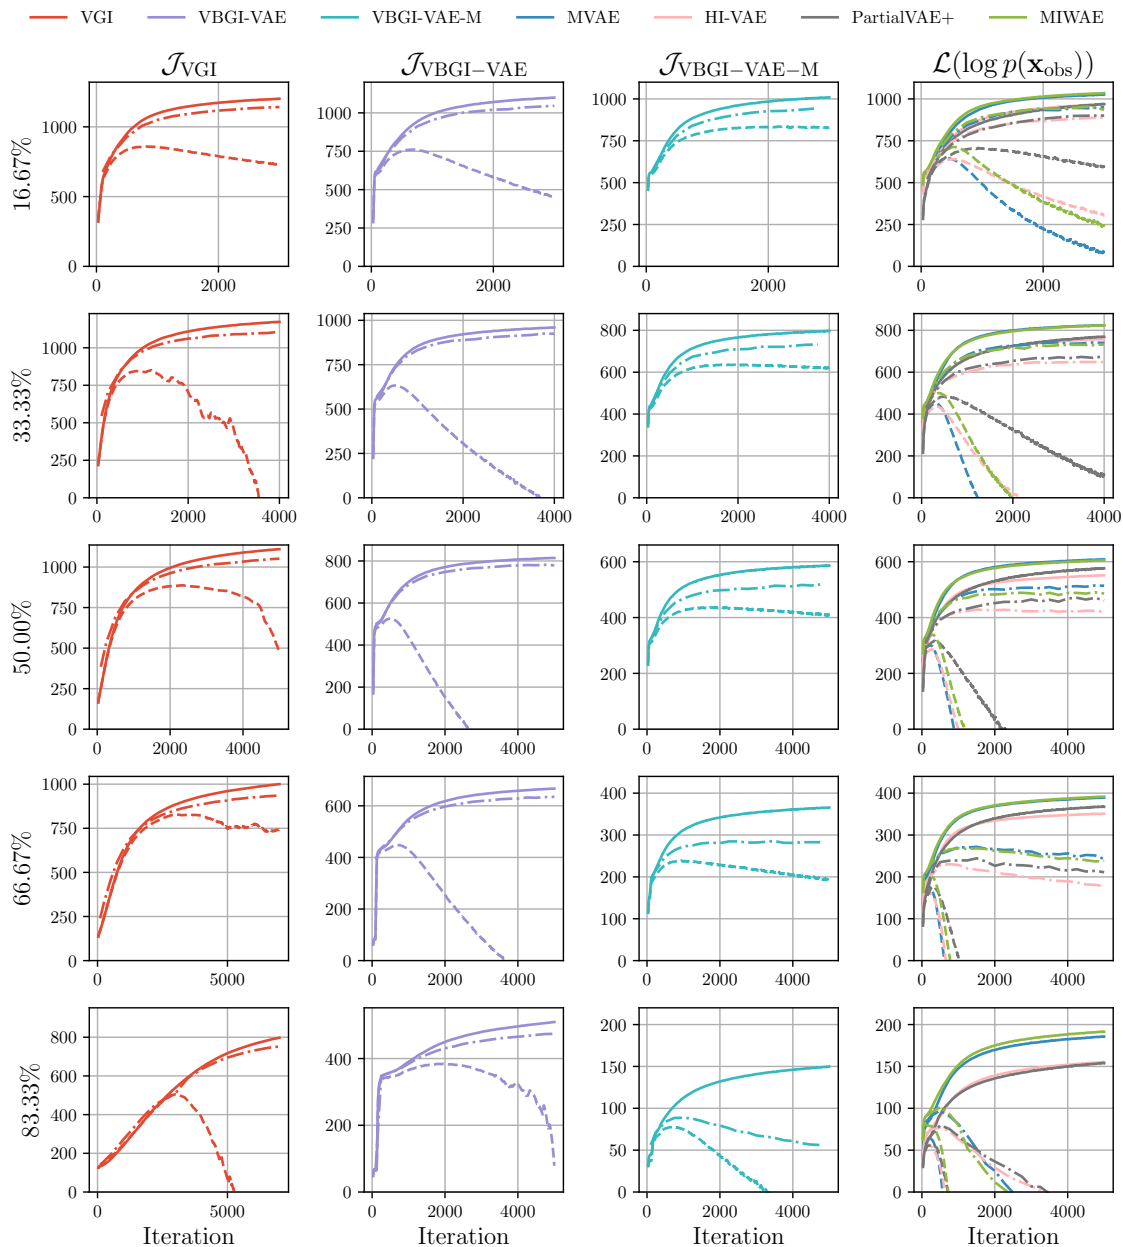 VGI VBGI-VAE VBGI-VAE-M MVAE HI-VAE PartialVAE+ MIWAE
𝒥VGI 𝒥VBGI−VAE 𝒥VBGI−VAE−M ℒ(log p(𝐱obs))
16.67%
1000 500 0
1000 750 500 250 0
1000 750 500 250 0
1000 750 500 250 0
0 2000
0 2000
0 2000
0 2000
33.33%
1000 750 500 250 0
1000 800 600 400 200 0
800 600 400 200 0
800 600 400 200 0
0 2000 4000
0 2000 4000
0 2000 4000
0 2000 4000
50.00%
1000 750 500 250 0
800 600 400 200 0
600 400 200 0
600 400 200 0
0 2000 4000
0 2000 4000
0 2000 4000
0 2000 4000
66.67%
1000 750 500 250 0
600 400 200 0
400 300 200 100 0
400 300 200 100 0
0 5000
0 2000 4000
0 2000 4000
0 2000 4000
83.33%
800 600 400 200 0
400 200 0
200 150 100 50 0
200 150 100 50 0
0 5000
0 2000 4000
0 2000 4000
0 2000 4000
Iteration Iteration Iteration Iteration